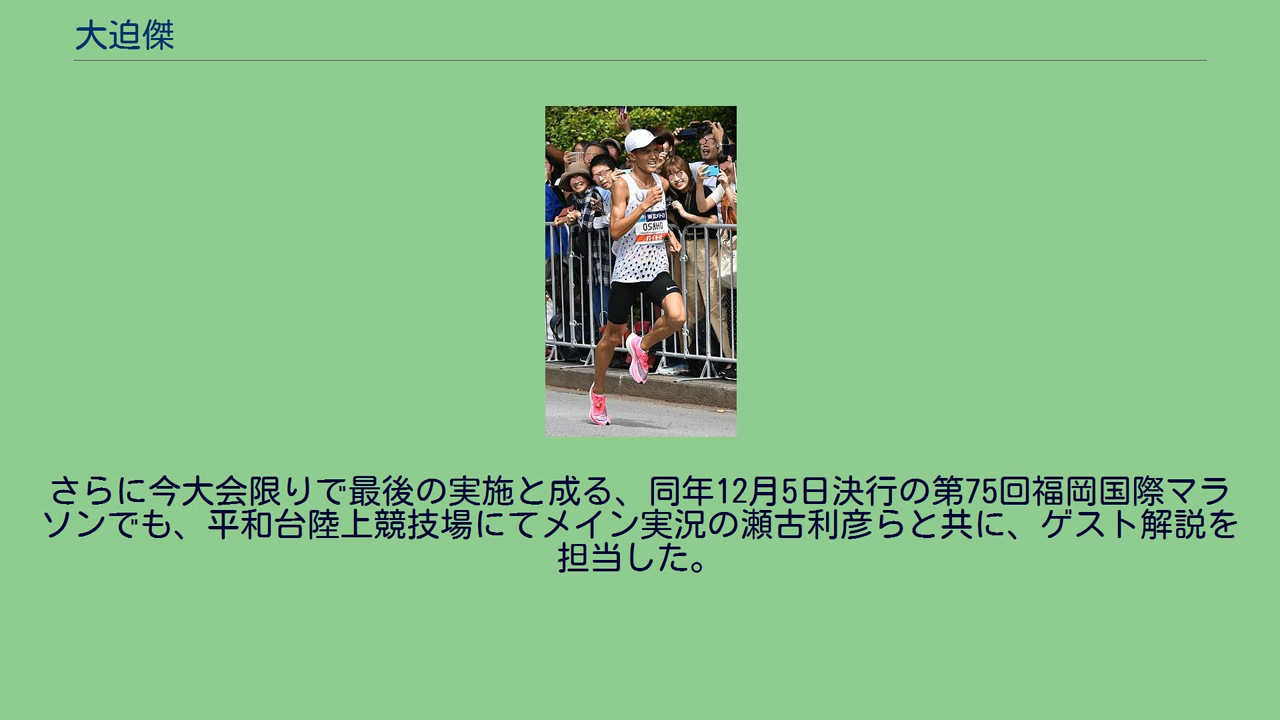 大迫傑
OSAKO
さらに今大会限りで最後の実施と成る、同年12月5日決行の第75回福岡国際マラ
ソンでも、平和台陸上競技場にてメイン実況の瀬古利彦らと共に、ゲスト解説を
担当した。